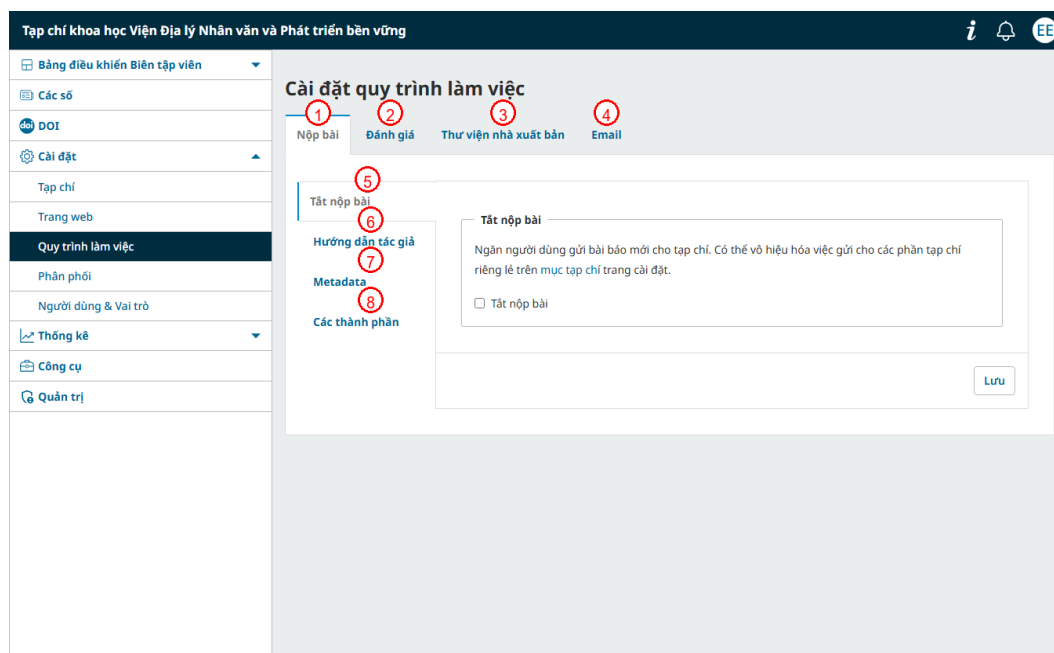 Tạp chí khoa học Viện Địa lý Nhân văn và Phát triển bền vững
i
EE
Bảng điều khiển Biên tập viên
Các số
doi DOI
Cài đặt
Tạp chí
Trang web
Quy trình làm việc
Phân phối
Người dùng & Vai trò
Thống kê
Công cụ
Quản trị
Cài đặt quy trình làm việc
1
2
3
4
Nộp bài
Đánh giá
Thư viện nhà xuất bản
Email
5
Tắt nộp bài
6
Hướng dẫn tác giả
7
Metadata
8
Các thành phần
Tắt nộp bài
Ngăn người dùng gửi bài báo mới cho tạp chí. Có thể vô hiệu hóa việc gửi cho các phần tạp chí
riêng lẻ trên mục tạp chí trang cài đặt.
Tắt nộp bài
Lưu